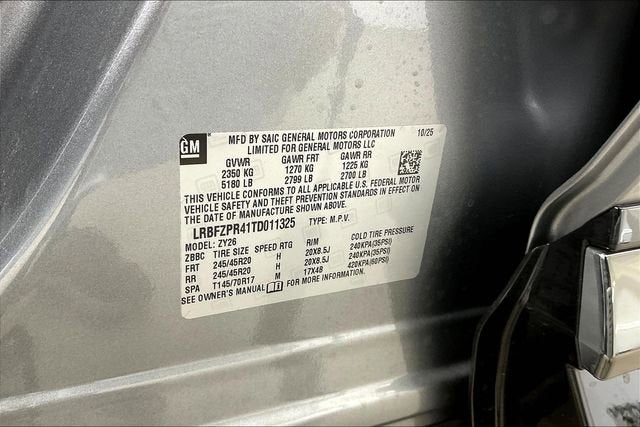 GM
MFD BY SAIC GENERAL MOTORS CORPORATION 10/25
LIMITED FOR GENERAL MOTORS LLC
GVWR GAWR FRT GAWR RR
2350 KG 1270 KG 1225 KG
5180 LB 2799 LB 2700 LB
THIS VEHICLE CONFORMS TO ALL APPLICABLE U.S. FEDERAL MOTOR
VEHICLE SAFETY AND THEFT PREVENTION STANDARDS IN EFFECT ON
THE DATE OF MANUFACTURE SHOWN ABOVE.
LRBFZPR41TD011325 TYPE: M.P.V.
MODEL: ZY26
ZBBC TIRE SIZE SPEED RTG RIM COLD TIRE PRESSURE
FRT 245/45R20 H 20X8.5J 240KPA(35PSI)
RR 245/45R20 H 20X8.5J 240KPA(35PSI)
SPA T145/70R17 M 17X4B 420KPA(60PSI)
SEE OWNER'S MANUAL FOR MORE INFORMATION.